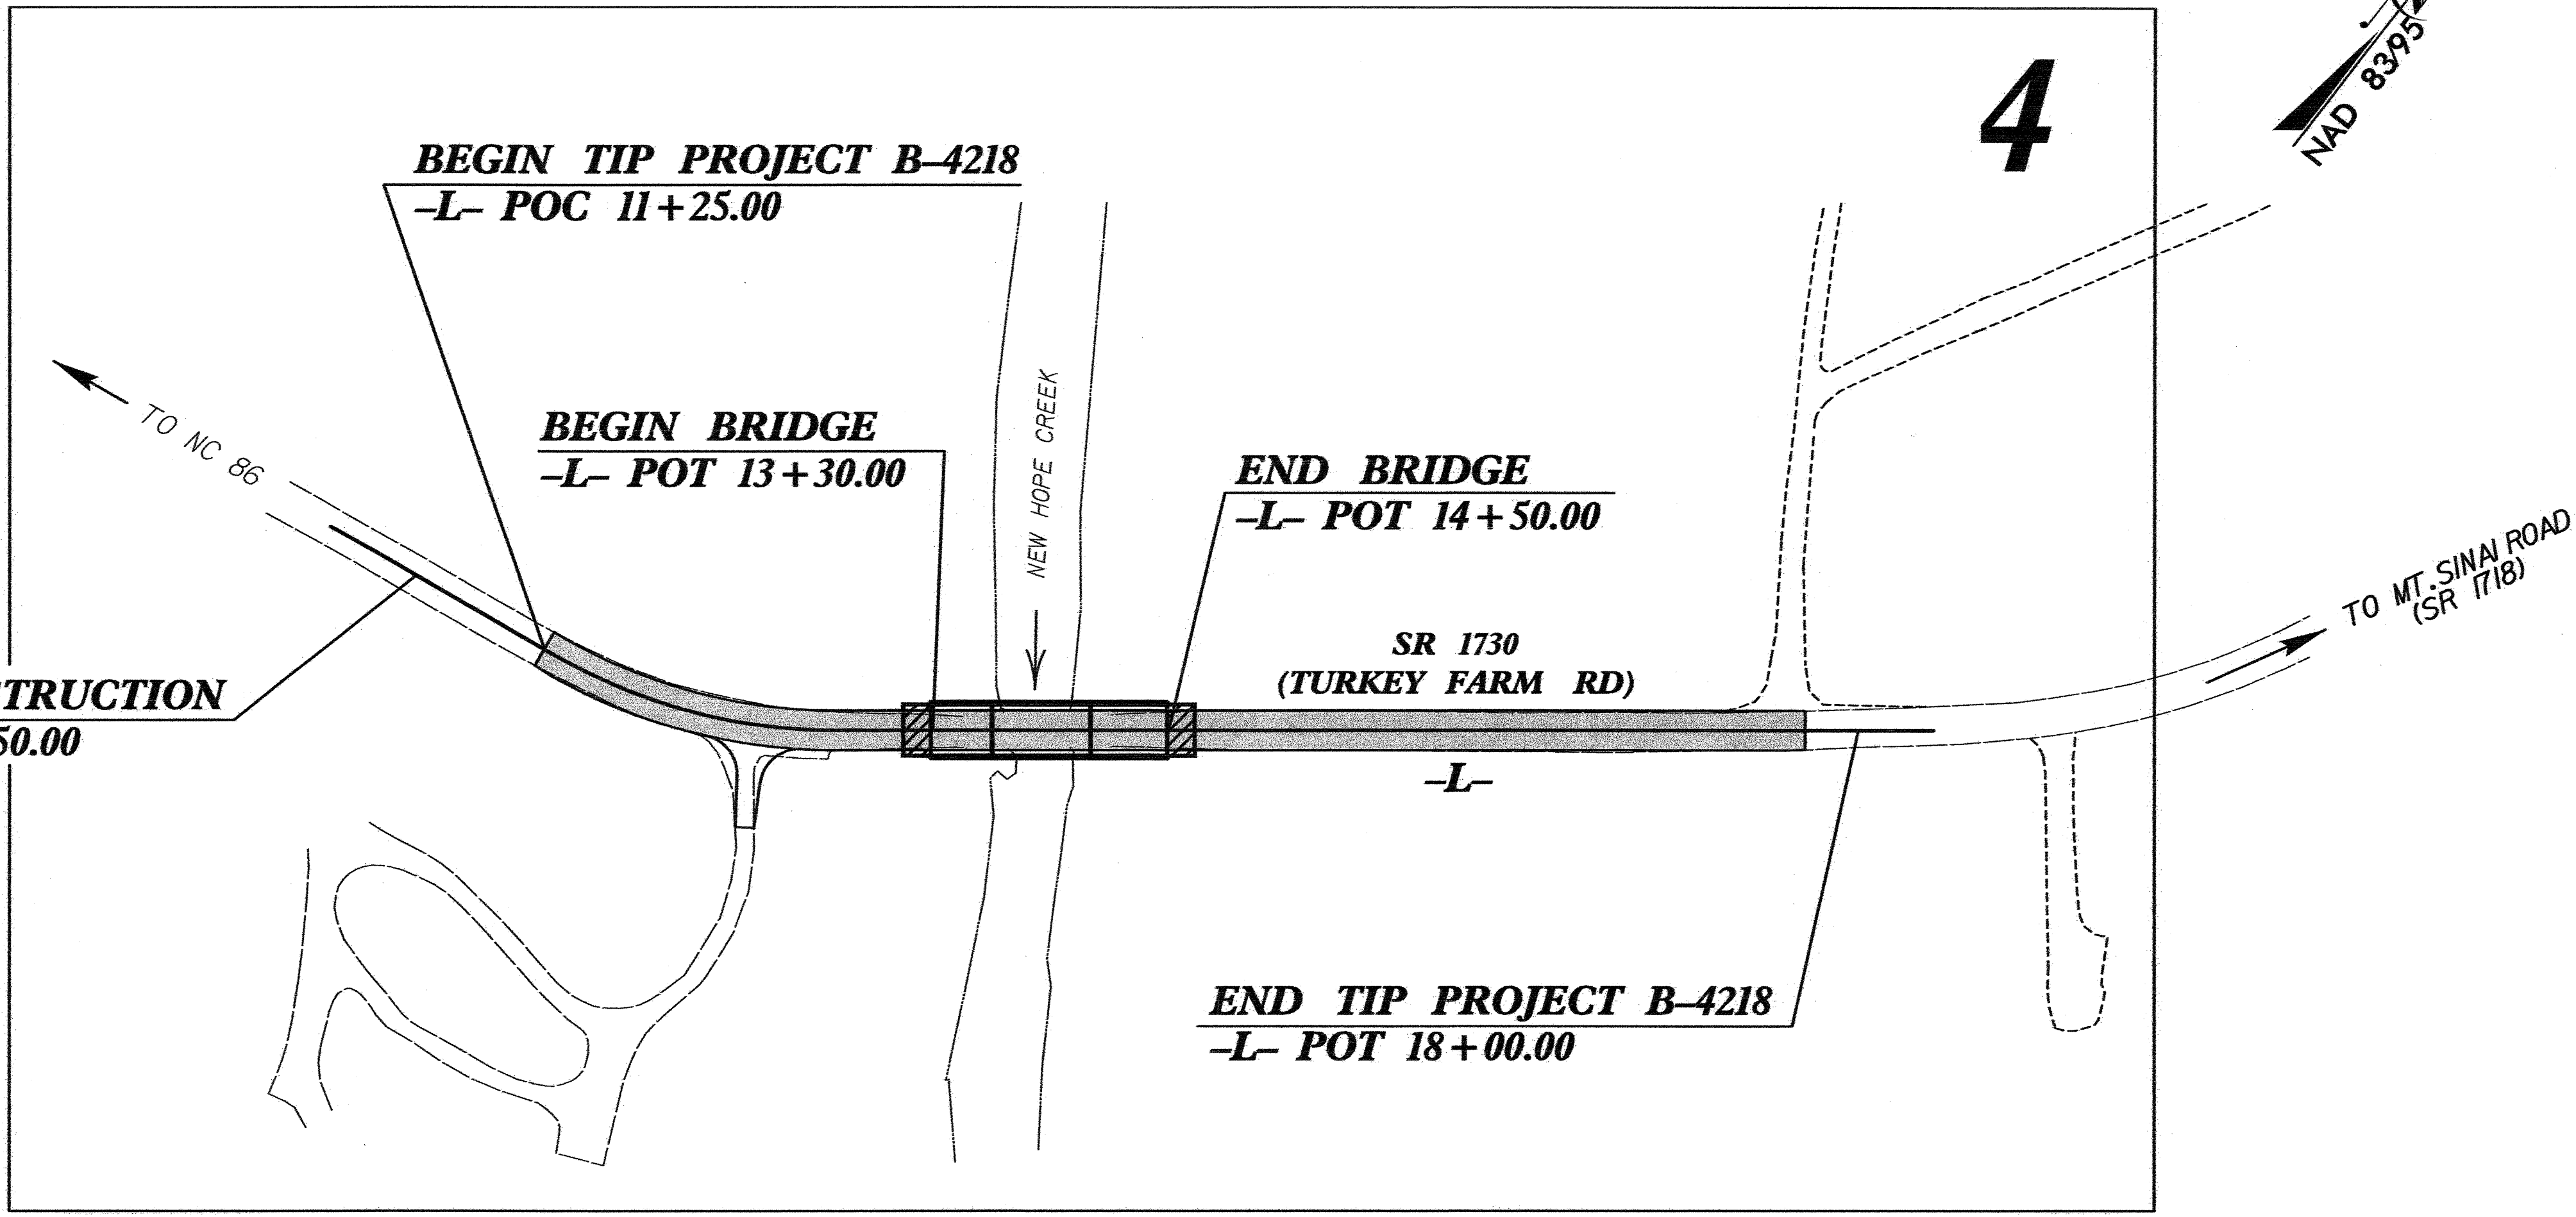 4
NAD 83/95
BEGIN TIP PROJECT B–4218
–L– POC 11+25.00
TO NC 86
BEGIN BRIDGE
–L– POT 13+30.00
NEW HOPE CREEK
END BRIDGE
–L– POT 14+50.00
SR 1730
(TURKEY FARM RD)
TO MT. SINAI ROAD
(SR 1718)
TRUCTION
50.00
–L–
END TIP PROJECT B–4218
–L– POT 18+00.00